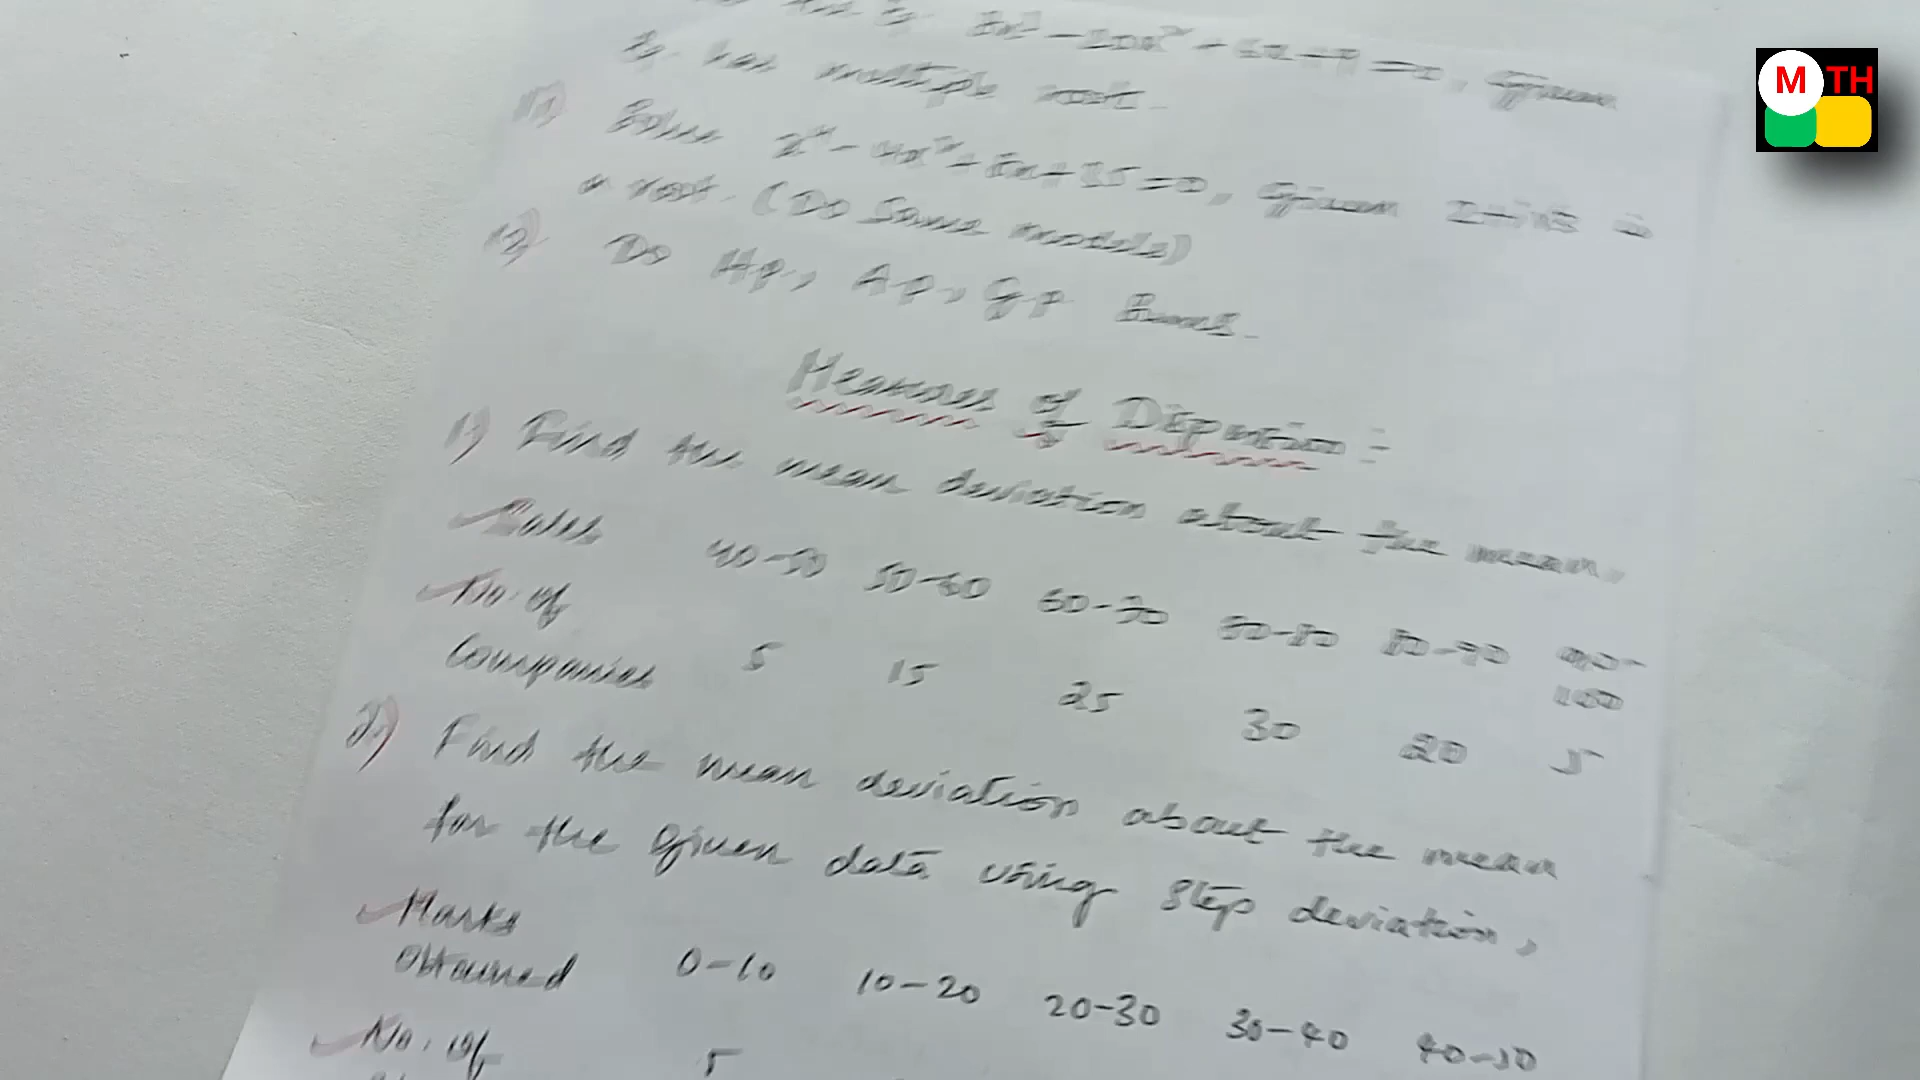 Eq. has multiple root.
11) Solve x⁴ - 4x² + 8x + 35 = 0, Given 2+i√3 is
a root. (Do Same models)
12) Do Hp, Ap, Gp
Measures of Dispersion :-
1) Find the mean deviation about the mean.
Sales 40-50 50-60 60-70 70-80 80-90 90-100
No. of
Companies 5 15 25 30 20 5
2) Find the mean deviation about the mean
for the given data using Step deviation,
Marks
Obtained 0-10 10-20 20-30 30-40 40-50
No. of 5
MTH